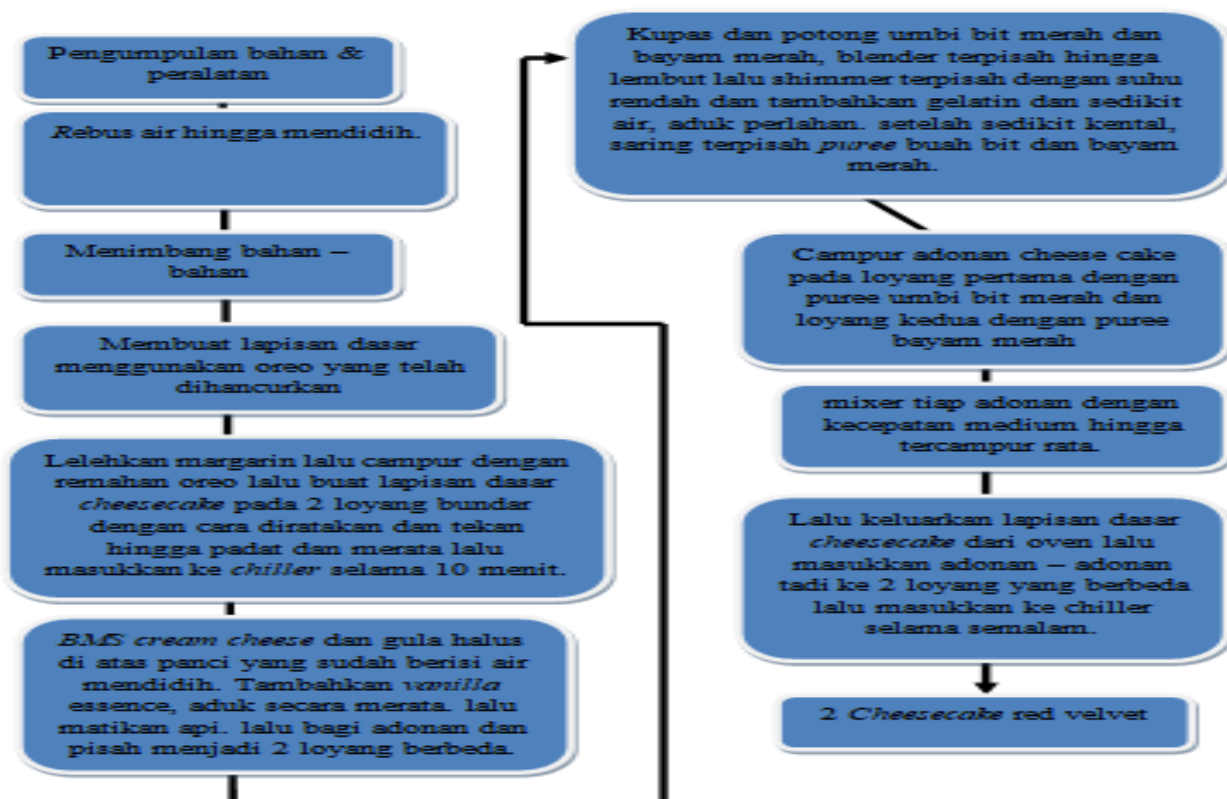 Pengumpulan bahan &
peralatan
Rebus air hingga mendidih.
Menimbang bahan –
bahan
Membuat lapisan dasar
menggunakan oreo yang telah
dihancurkan
Lelehkan margarin lalu campur dengan
remahan oreo lalu buat lapisan dasar
cheesecake pada 2 loyang bundar
dengan cara diratakan dan tekan
hingga padat dan merata lalu
masukkan ke chiller selama 10 menit.
BMS cream cheese dan gula halus
di atas panci yang sudah berisi air
mendidih. Tambahkan vanilla
essence, aduk secara merata. lalu
matikan api. lalu bagi adonan dan
pisah menjadi 2 loyang berbeda.
Kupas dan potong umbi bit merah dan
bayam merah, blender terpisah hingga
lembut lalu shimmer terpisah dengan suhu
rendah dan tambahkan gelatin dan sedikit
air, aduk perlahan. setelah sedikit kental,
saring terpisah puree buah bit dan bayam
merah.
Campur adonan cheese cake
pada loyang pertama dengan
puree umbi bit merah dan
loyang kedua dengan puree
bayam merah
mixer tiap adonan dengan
kecepatan medium hingga
tercampur rata.
Lalu keluarkan lapisan dasar
cheesecake dari oven lalu
masukkan adonan – adonan
tadi ke 2 loyang yang berbeda
lalu masukkan ke chiller
selama semalam.
2 Cheesecake red velvet